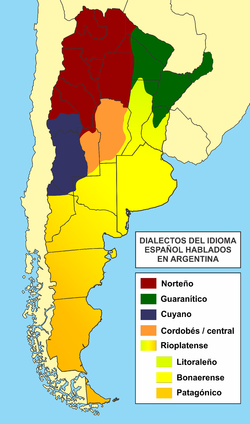 DIALECTOS DEL IDIOMA
ESPAÑOL HABLADOS
EN ARGENTINA
Norteño
Guaranítico
Cuyano
Cordobés / central
Rioplatense
Litoraleño
Bonaerense
Patagónico